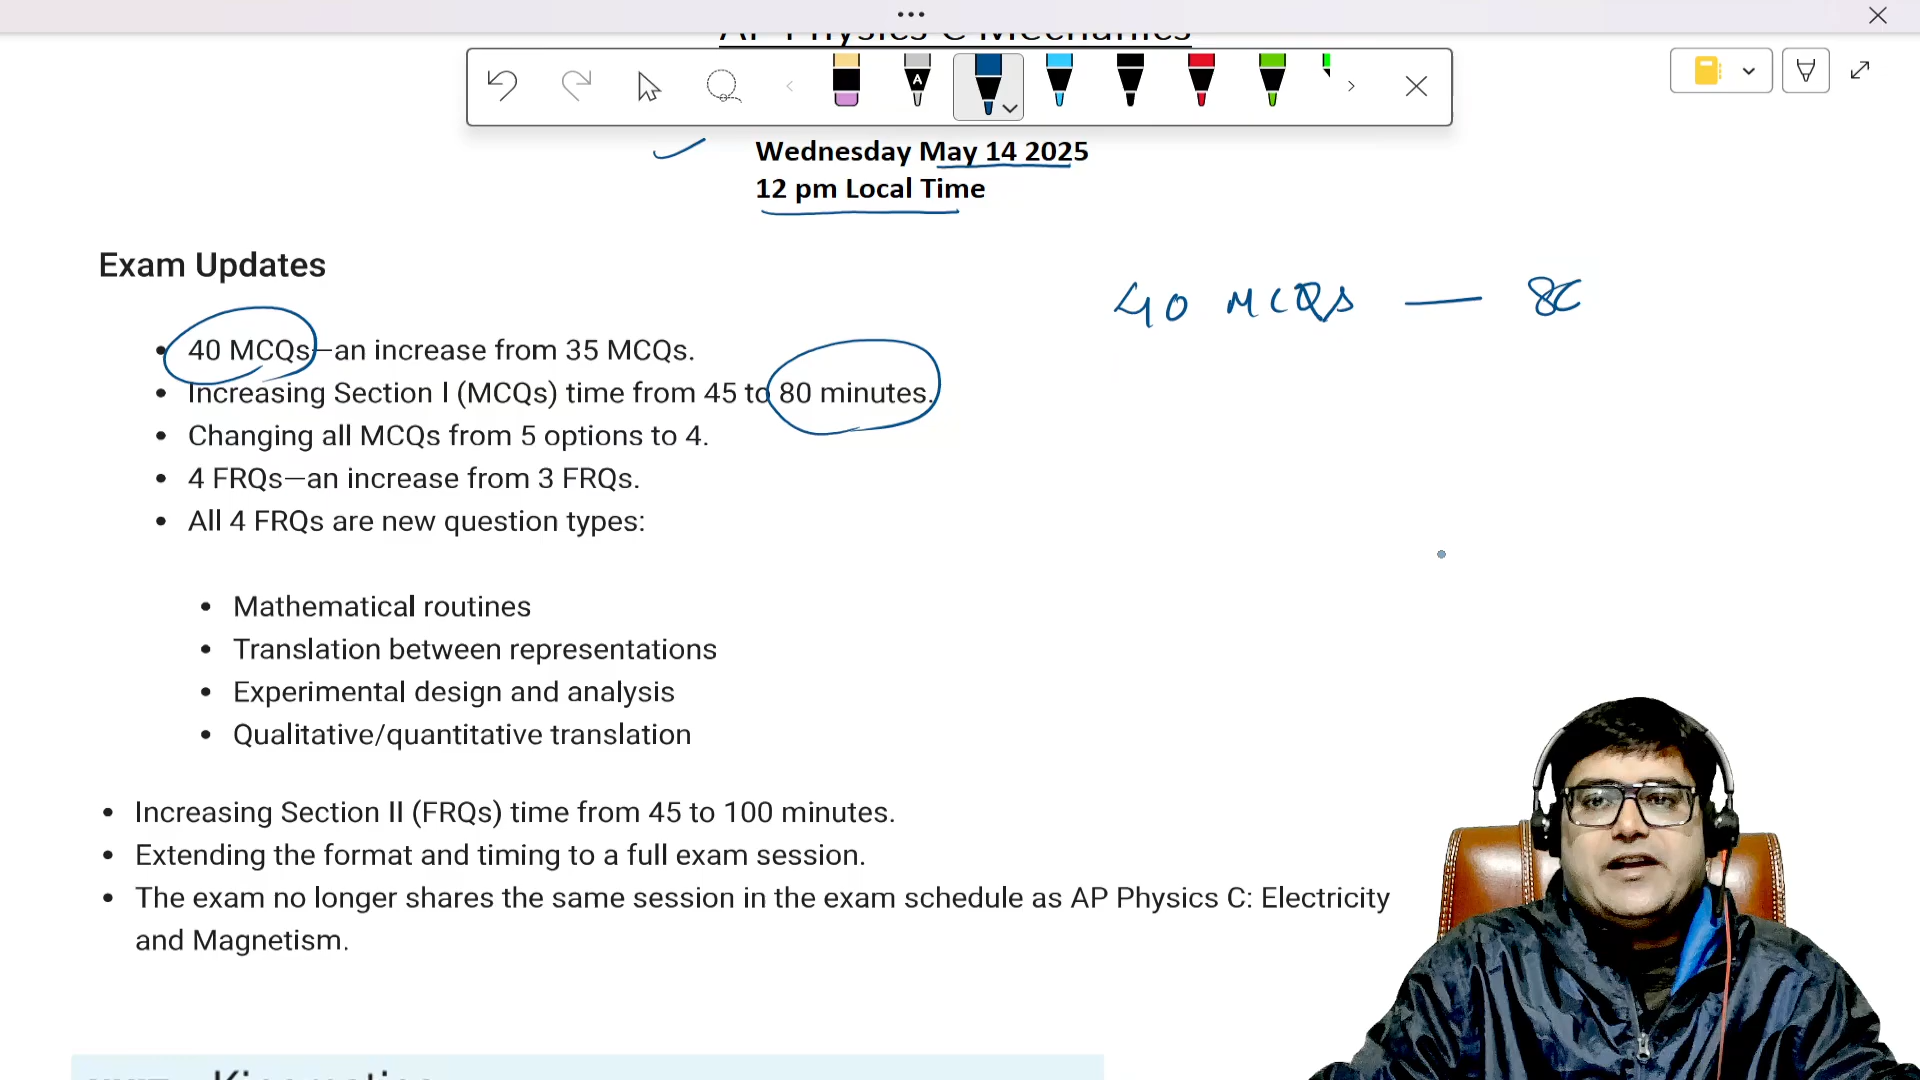 AP Physics C Mechanics
A
Wednesday May 14 2025
12 pm Local Time
Exam Updates
40 MCQs — 80
• 40 MCQs—an increase from 35 MCQs.
• Increasing Section I (MCQs) time from 45 to 80 minutes.
• Changing all MCQs from 5 options to 4.
• 4 FRQs—an increase from 3 FRQs.
• All 4 FRQs are new question types:
• Mathematical routines
• Translation between representations
• Experimental design and analysis
• Qualitative/quantitative translation
• Increasing Section II (FRQs) time from 45 to 100 minutes.
• Extending the format and timing to a full exam session.
• The exam no longer shares the same session in the exam schedule as AP Physics C: Electricity
and Magnetism.